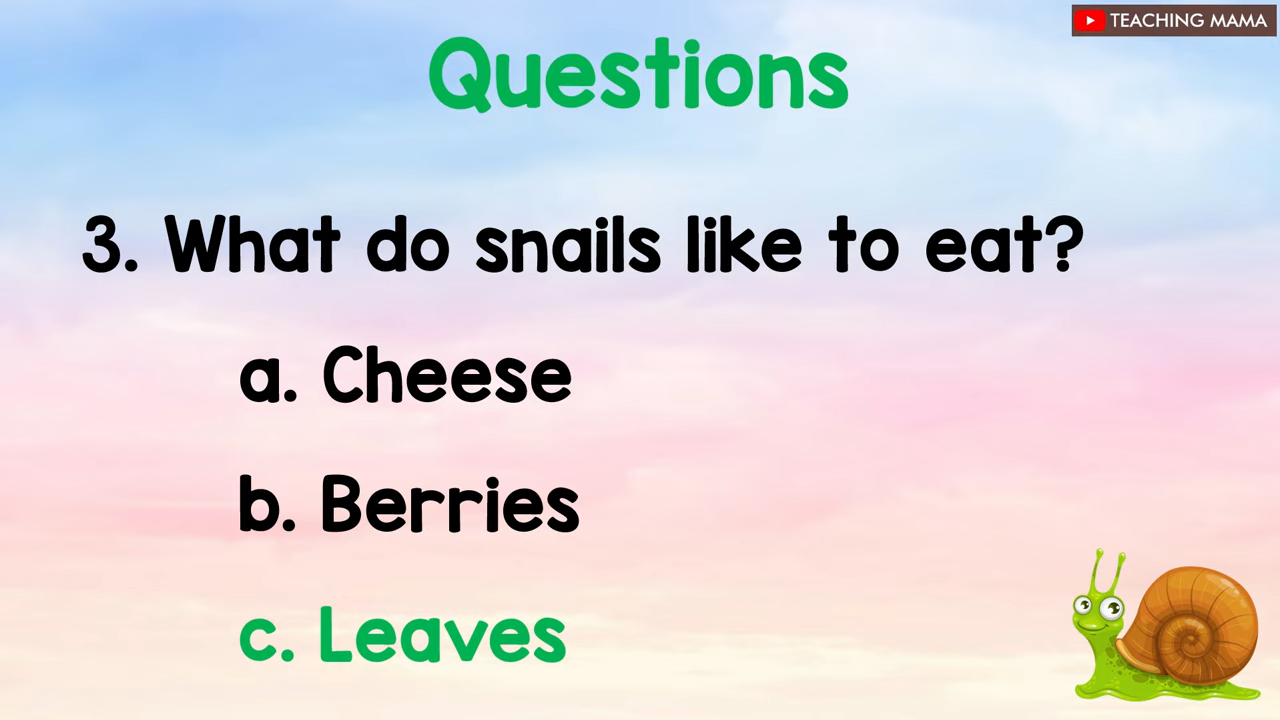 TEACHING MAMA
Questions
3. What do snails like to eat?
a. Cheese
b. Berries
c. Leaves